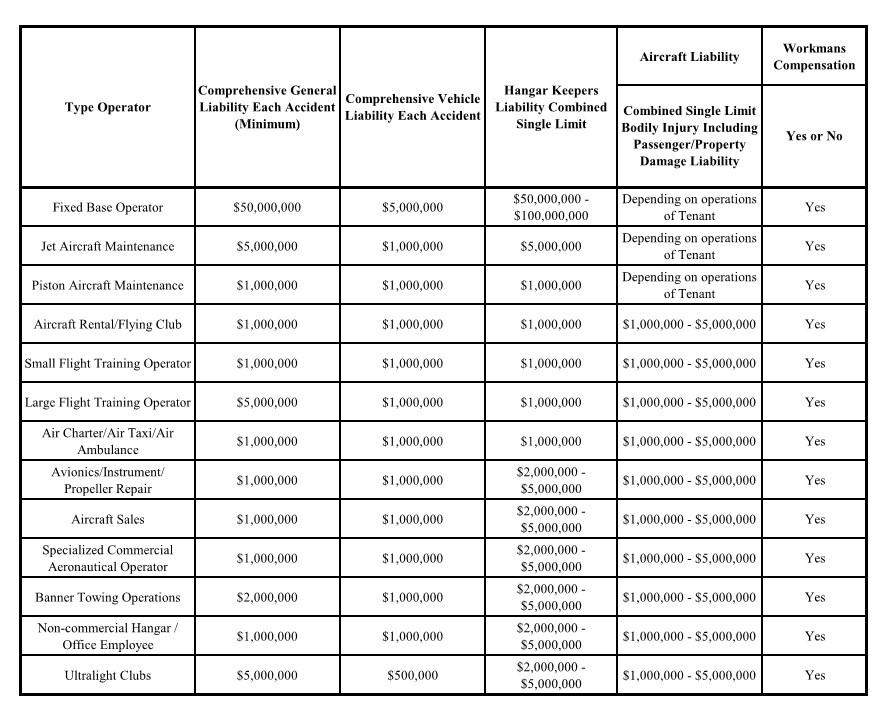 Type Operator
Comprehensive General
Liability Each Accident
(Minimum)
Comprehensive Vehicle
Liability Each Accident
Hangar Keepers
Liability Combined
Single Limit
Aircraft Liability
Workmans
Compensation
Combined Single Limit
Bodily Injury Including
Passenger/Property
Damage Liability
Yes or No
Fixed Base Operator
$50,000,000
$5,000,000
$50,000,000 -
$100,000,000
Depending on operations
of Tenant
Yes
Jet Aircraft Maintenance
$5,000,000
$1,000,000
$5,000,000
Depending on operations
of Tenant
Yes
Piston Aircraft Maintenance
$1,000,000
$1,000,000
$1,000,000
Depending on operations
of Tenant
Yes
Aircraft Rental/Flying Club
$1,000,000
$1,000,000
$1,000,000
$1,000,000 - $5,000,000
Yes
Small Flight Training Operator
$1,000,000
$1,000,000
$1,000,000
$1,000,000 - $5,000,000
Yes
Large Flight Training Operator
$5,000,000
$1,000,000
$1,000,000
$1,000,000 - $5,000,000
Yes
Air Charter/Air Taxi/Air
Ambulance
$1,000,000
$1,000,000
$1,000,000
$1,000,000 - $5,000,000
Yes
Avionics/Instrument/
Propeller Repair
$1,000,000
$1,000,000
$2,000,000 -
$5,000,000
$1,000,000 - $5,000,000
Yes
Aircraft Sales
$1,000,000
$1,000,000
$2,000,000 -
$5,000,000
$1,000,000 - $5,000,000
Yes
Specialized Commercial
Aeronautical Operator
$1,000,000
$1,000,000
$2,000,000 -
$5,000,000
$1,000,000 - $5,000,000
Yes
Banner Towing Operations
$2,000,000
$1,000,000
$2,000,000 -
$5,000,000
$1,000,000 - $5,000,000
Yes
Non-commercial Hangar /
Office Employee
$1,000,000
$1,000,000
$2,000,000 -
$5,000,000
$1,000,000 - $5,000,000
Yes
Ultralight Clubs
$5,000,000
$500,000
$2,000,000 -
$5,000,000
$1,000,000 - $5,000,000
Yes